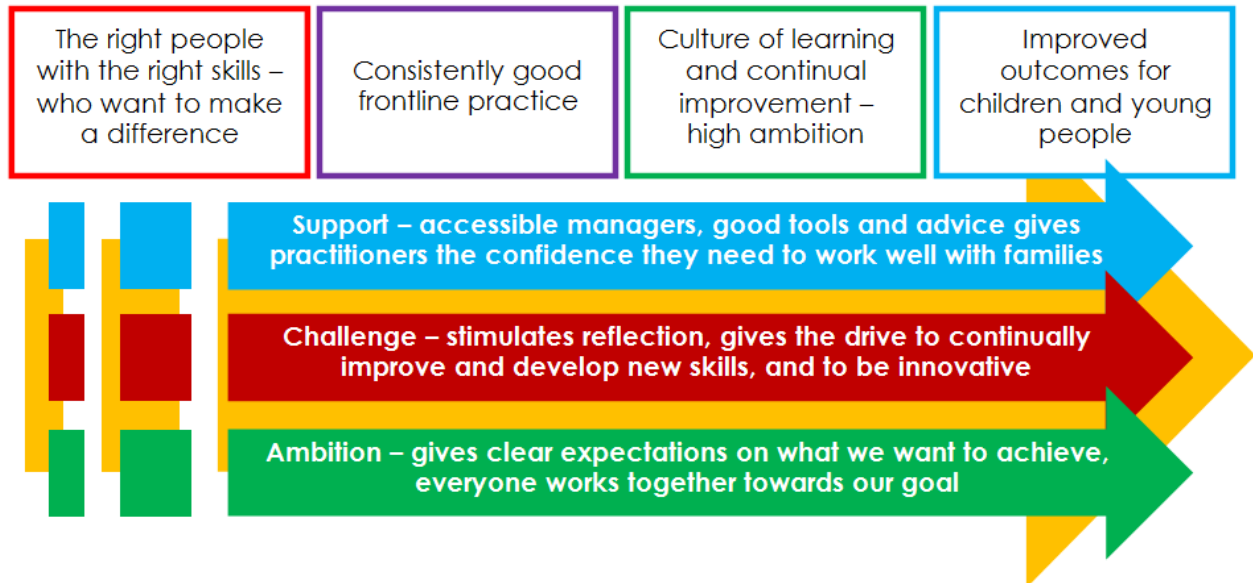 The right people
with the right skills –
who want to make
a difference
Consistently good
frontline practice
Culture of learning
and continual
improvement –
high ambition
Improved
outcomes for
children and young
people
Support – accessible managers, good tools and advice gives
practitioners the confidence they need to work well with families
Challenge – stimulates reflection, gives the drive to continually
improve and develop new skills, and to be innovative
Ambition – gives clear expectations on what we want to achieve,
everyone works together towards our goal